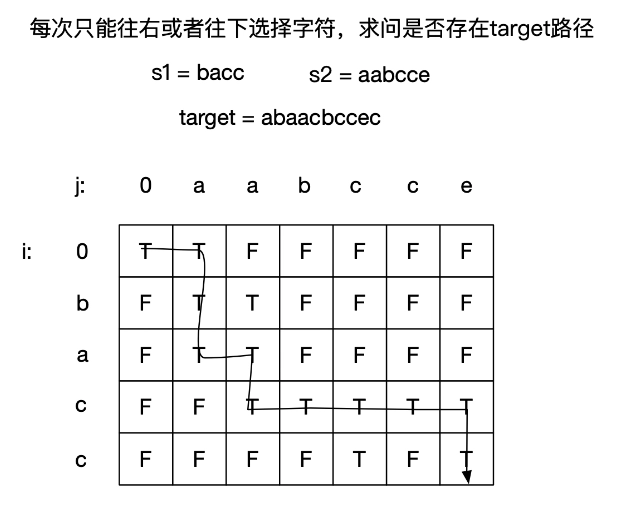 每次只能往右或者往下选择字符，求问是否存在target路径
s1 = bacc s2 = aabcce
target = abaacbccec
j: 0 a a b c c e
i: 0 T T F F F F F
b F T T F F F F
a F T T F F F F
c F F T T T T T
c F F F F T F T